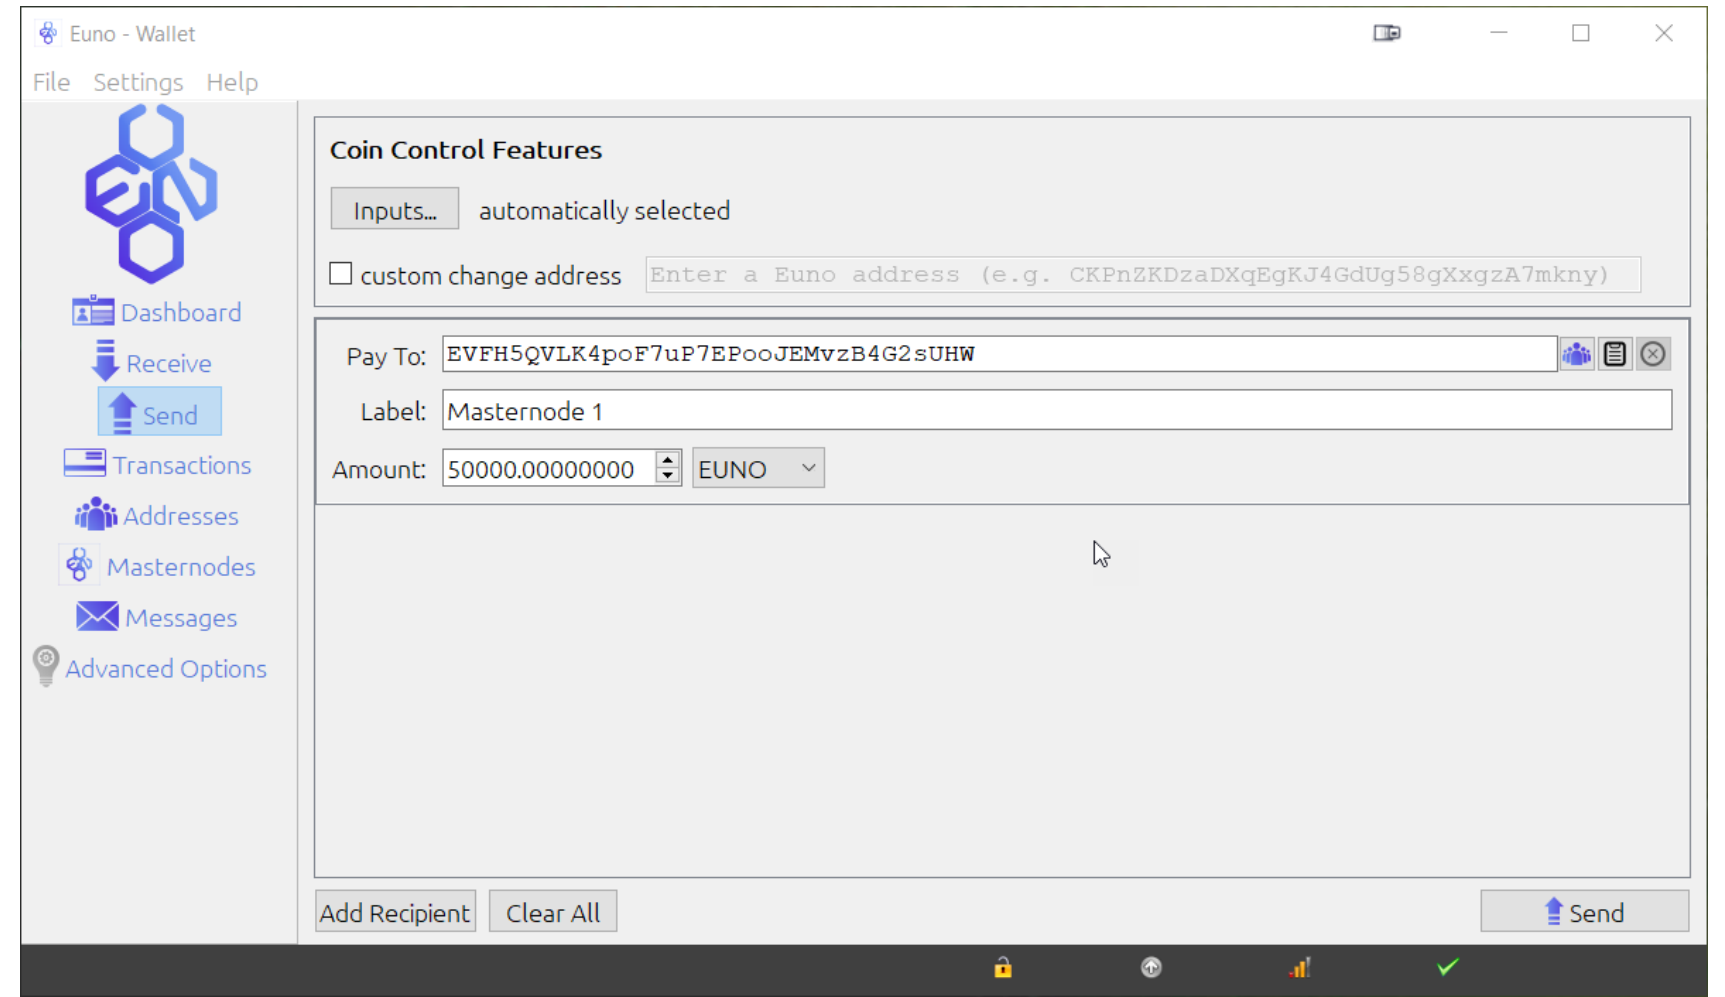 Euno - Wallet
File Settings Help
EUNO
Dashboard
Receive
Send
Transactions
Addresses
Masternodes
Messages
Advanced Options
Coin Control Features
Inputs... automatically selected
custom change address Enter a Euno address (e.g. CKPnZKDzaDXqEgKJ4GdUg58gXxgzA7mkny)
Pay To: EVFH5QVLK4poF7uP7EPooJEMvzB4G2sUHW
Label: Masternode 1
Amount: 50000.00000000 EUNO
Add Recipient Clear All Send